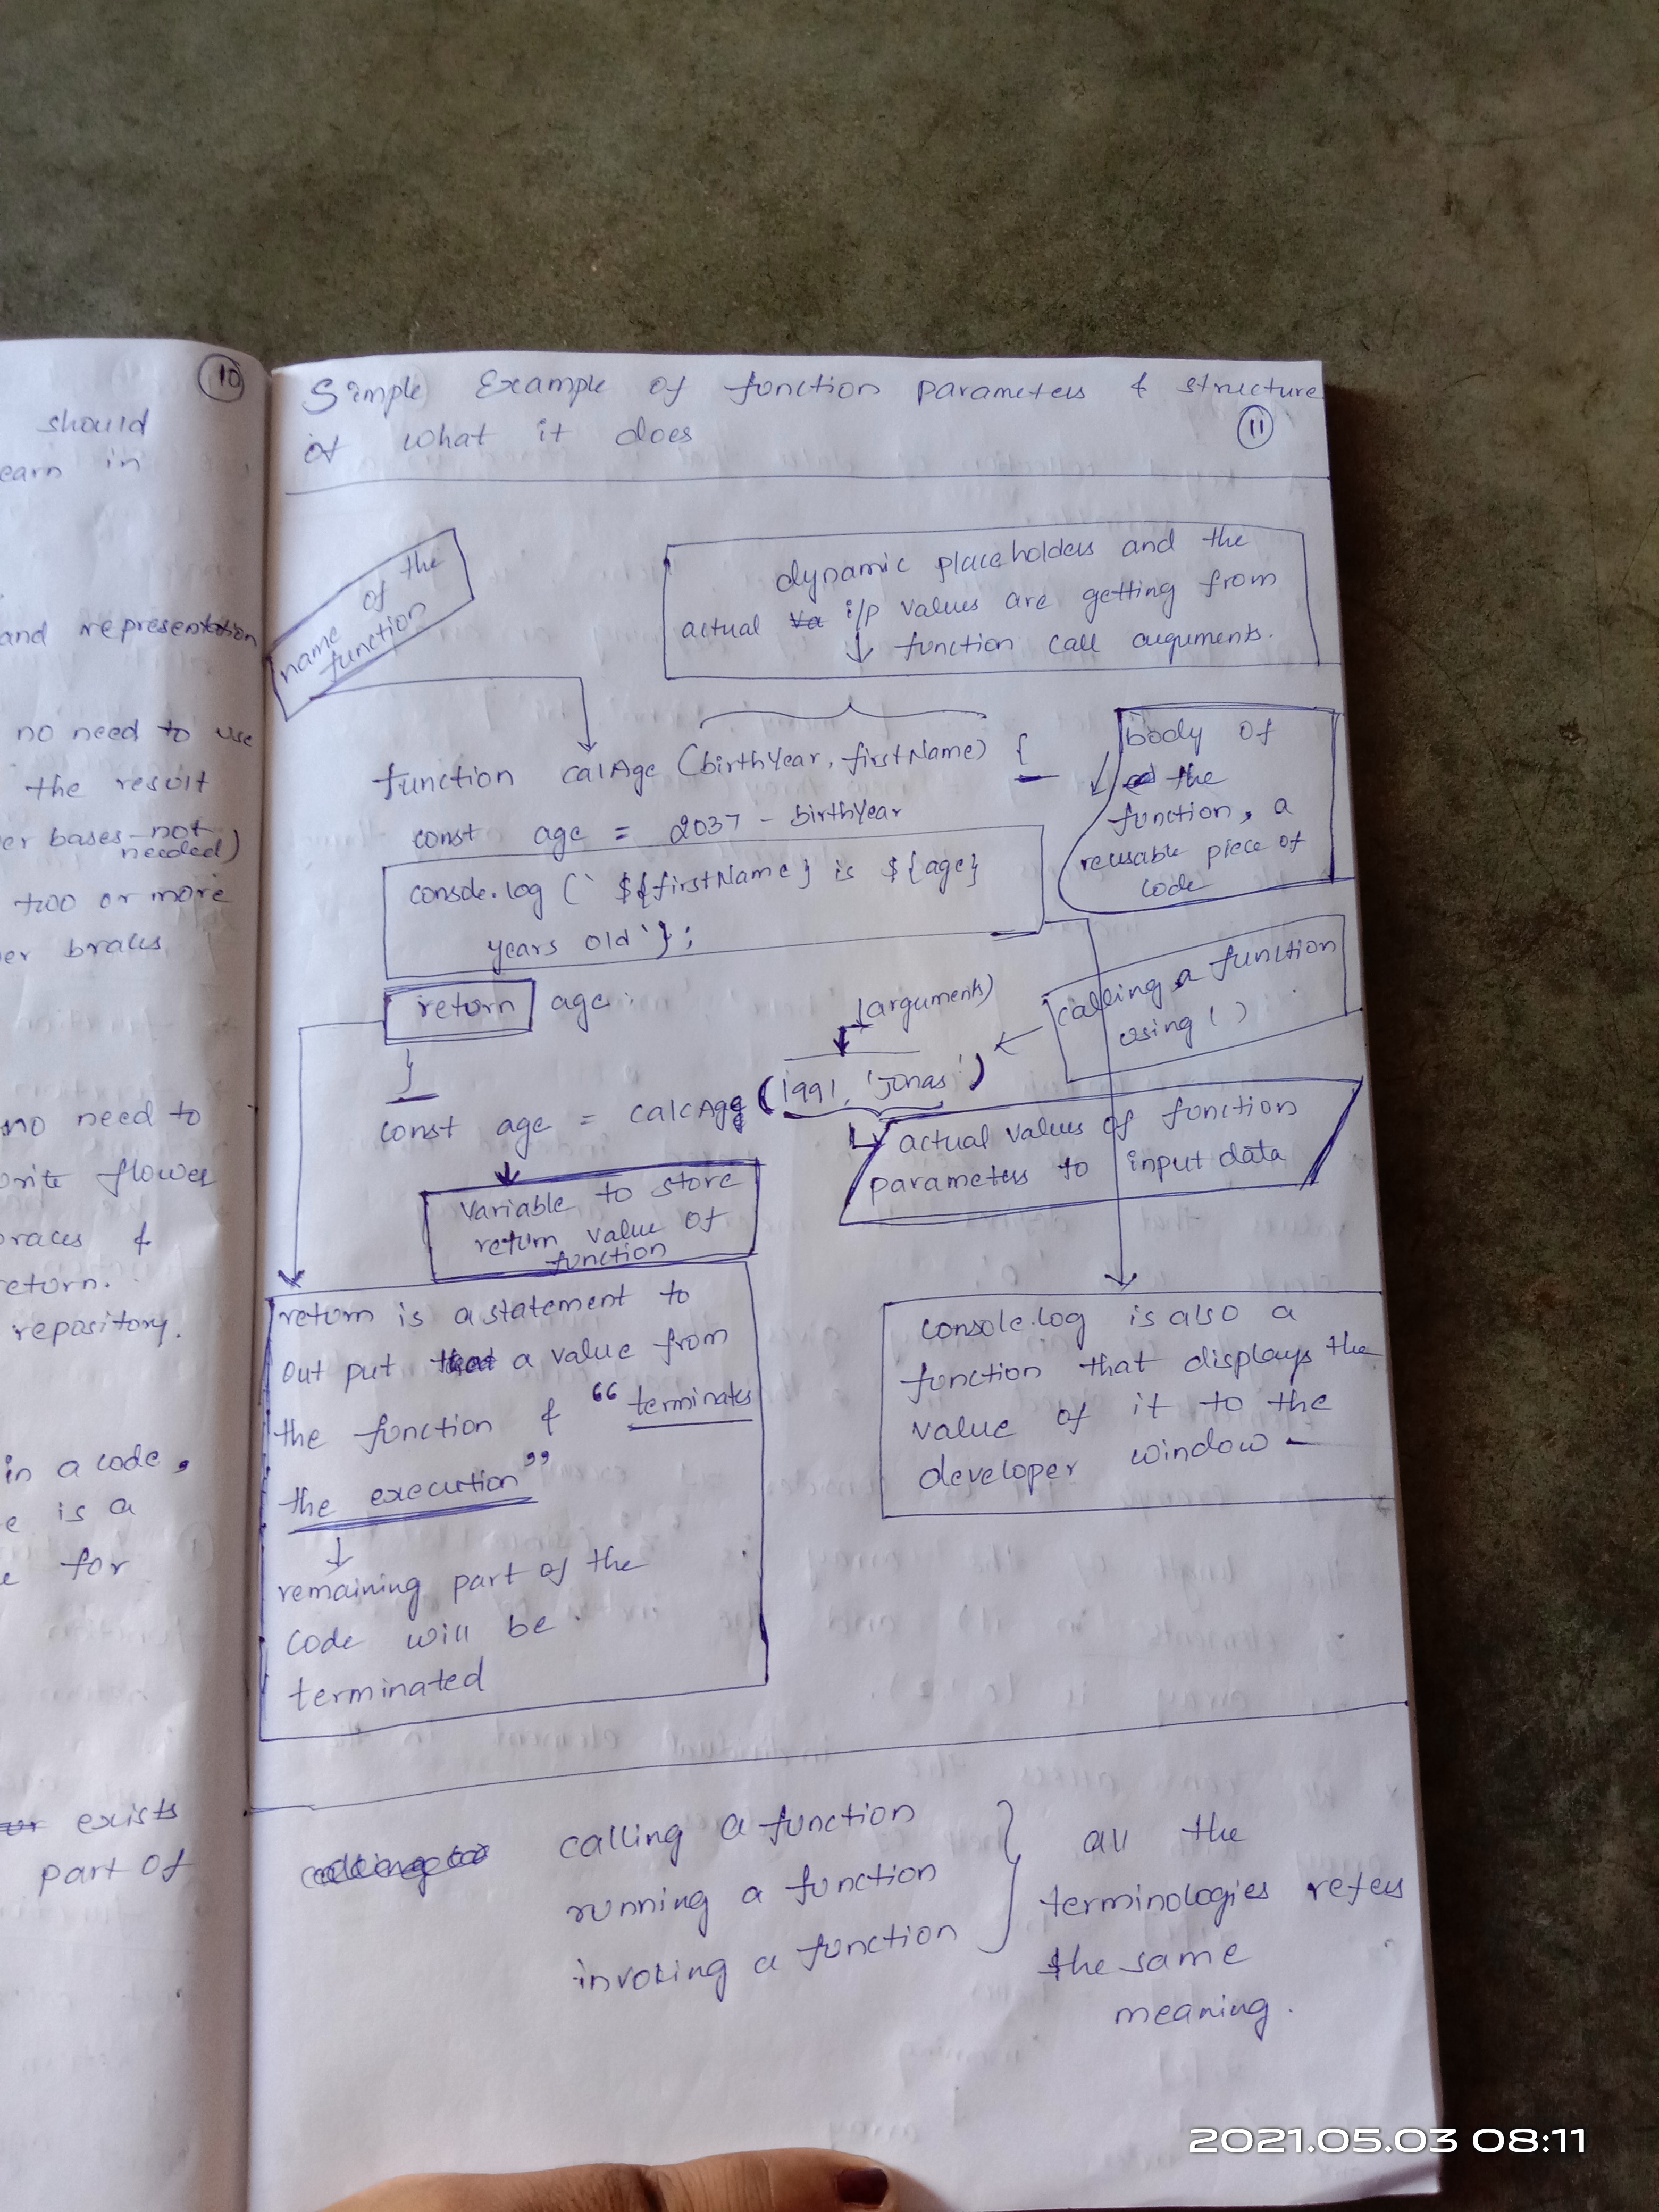 10
should
earn in
and representation
no need to use
the result
er bases - not needed)
two or more
er braces
no need to
orite flower
braces &
return.
repository.
in a code,
e is a
for
exists
part of
Simple Example of function parameters & structure
of what it does
11
name of the
function
dynamic placeholders and the
actual i/p values are getting from
function call auguments.
function calAge (birthYear, firstName) {
const age = 2037 - birthYear
console.log (` ${firstName} is ${age}
years old`};
return age;
}
body of
the
function, a
reusable piece of
code
(arguments)
calling a function
using ( )
const age = calcAge (1991, 'Jonas')
actual values of function
parameters to input data
variable to store
return value of
function
return is a statement to
out put a value from
the function & "terminates
the execution"
remaining part of the
code will be
terminated
console.log is also a
function that displays the
value of it to the
developer window -
calling a function
running a function
invoking a function
all the
terminologies refers
the same
meaning.
2021.05.03 08:11